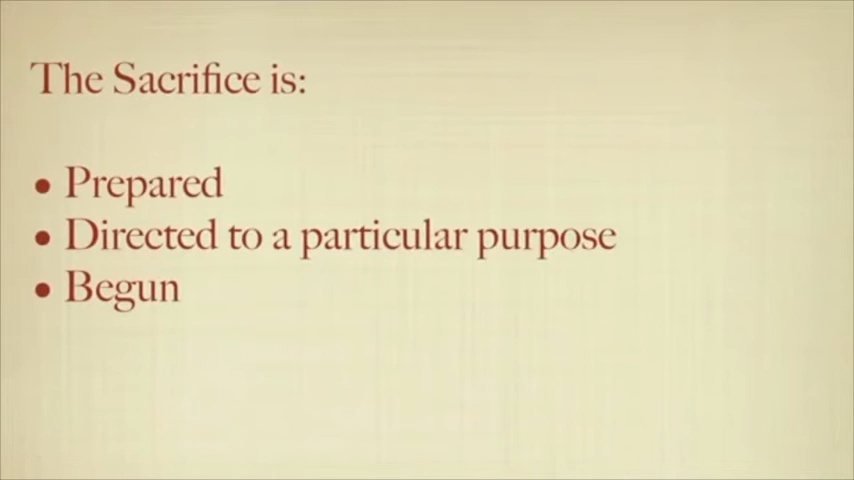 The Sacrifice is:
• Prepared
• Directed to a particular purpose
• Begun